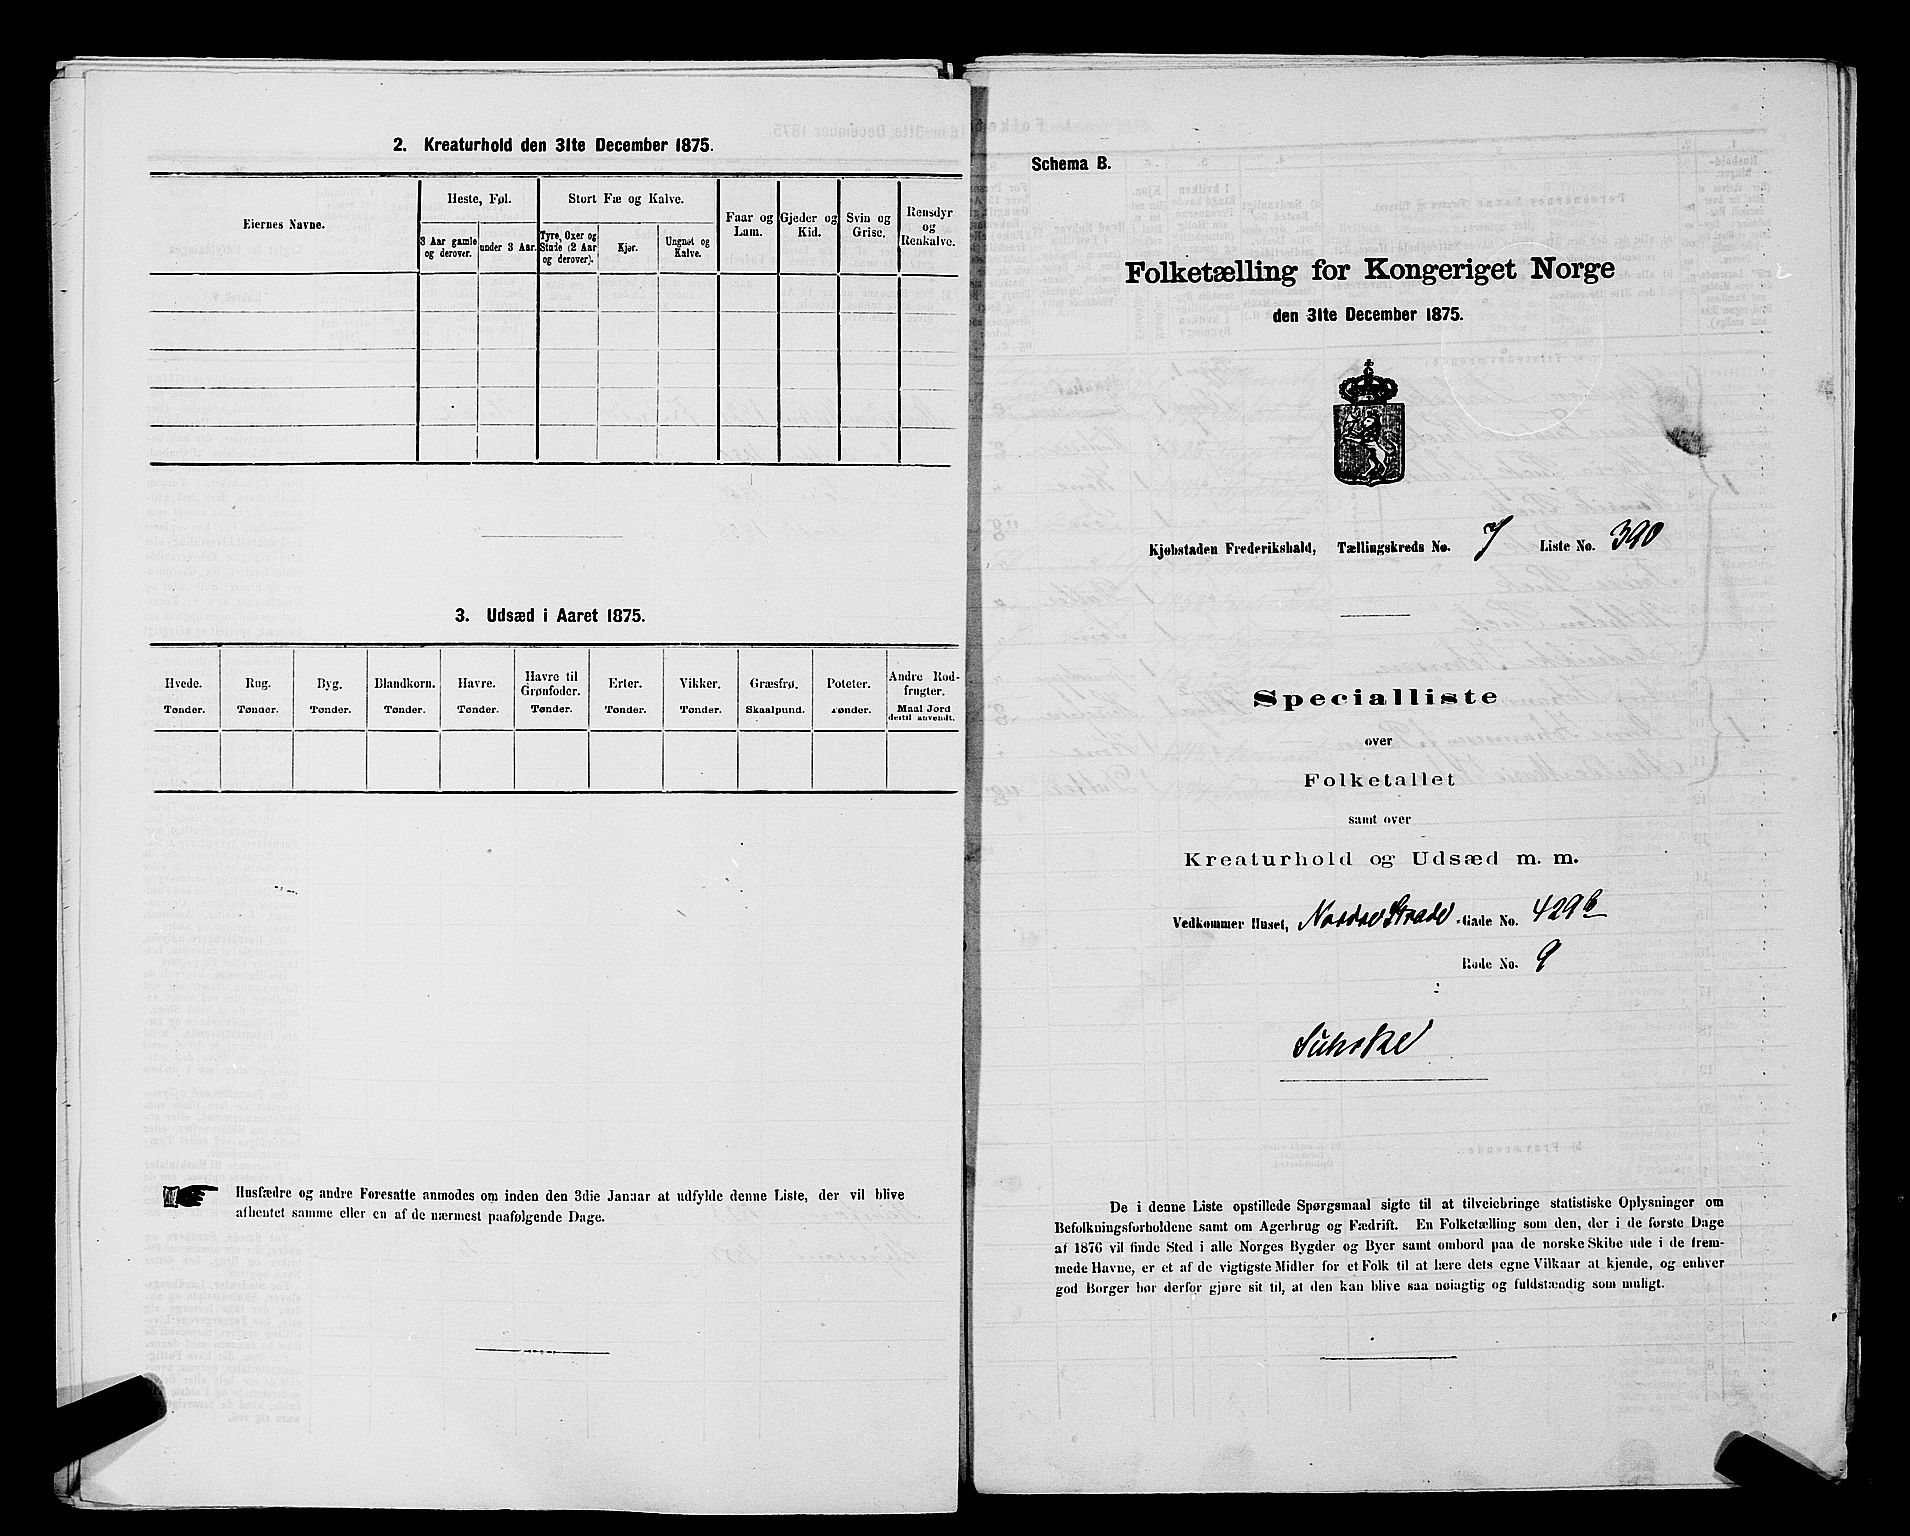 2. Kreaturhold den 31te December 1875.
Eiernes Navne.
Heste, Føl.
3 Aar gamle og derover.
under 3 Aar.
Stort Fæ og Kalve.
Tyre, Oxer og Stude (2 Aar og derover).
Kjør.
Ungnøt og Kalve.
Faar og Lam.
Gjeder og Kid.
Svin og Grise.
Rensdyr og Renkalve.
3. Udsæd i Aaret 1875.
Hvede. Rug. Byg. Blandkorn. Havre. Havre til Grønfoder. Erter. Vikker. Græsfrø. Poteter. Andre Rodfrugter.
Tønder. Tønder. Tønder. Tønder. Tønder. Tønder. Tønder. Tønder. Skaalpund. Tønder. Maal Jord dertil anvendt.
Husfædre og andre Foresatte anmodes om inden den 3die Januar at udfylde denne Liste, der vil blive
afhentet samme eller en af de nærmest paafølgende Dage.
Schema B.
Folketælling for Kongeriget Norge
den 31te December 1875.
Kjøbstaden Frederikshald, Tællingskreds No. 7 Liste No. 390
Specialliste
over
Folketallet
samt over
Kreaturhold og Udsæd m. m.
Vedkommer Huset, Nordre Strade Gade No. 429b
Rode No. 9
De i denne Liste opstillede Spørgsmaal sigte til at tilveiebringe statistiske Oplysninger om
Befolkningsforholdene samt om Agerbrug og Fædrift. En Folketælling som den, der i de første Dage
af 1876 vil finde Sted i alle Norges Bygder og Byer samt ombord paa de norske Skibe ude i de frem-
mede Havne, er et af de vigtigste Midler for et Folk til at lære dets egne Vilkaar at kjende, og enhver
god Borger bør derfor gjøre sit til, at den kan blive saa nøiagtig og fuldstændig som muligt.